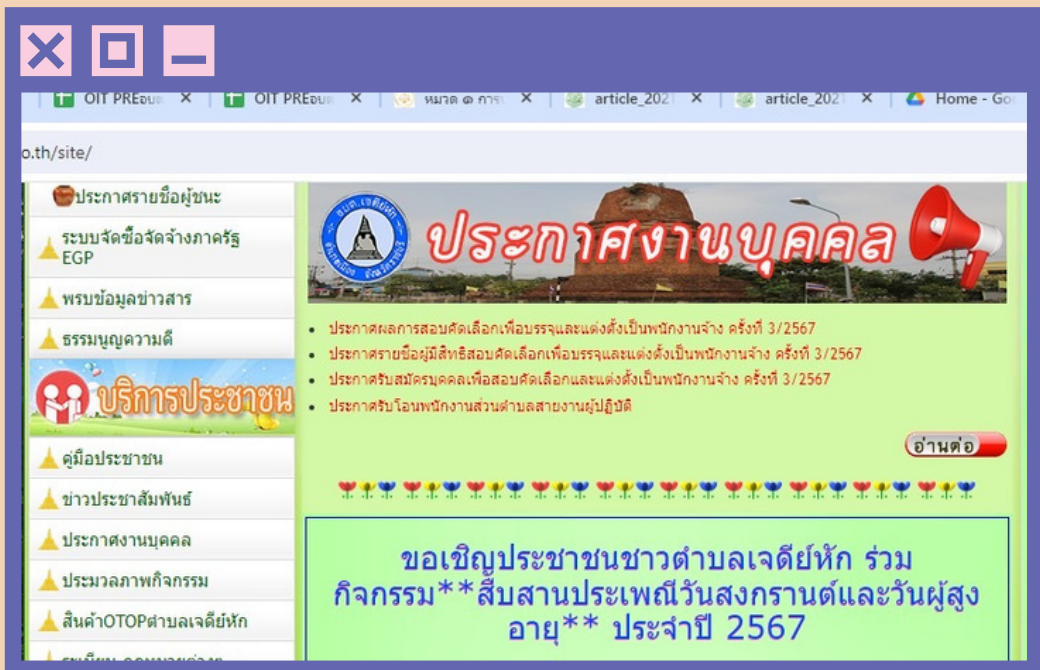 OIT PREอบต
OIT PREอบต
หมวด ๑ การ
article_202
article_202
Home - Go
o.th/site/
ประกาศรายชื่อผู้ชนะ
ระบบจัดซื้อจัดจ้างภาครัฐ
EGP
พรบข้อมูลข่าวสาร
ธรรมนูญความดี
บริการประชาชน
คู่มือประชาชน
ข่าวประชาสัมพันธ์
ประกาศงานบุคคล
ประมวลภาพกิจกรรม
สินค้าOTOPตำบลเจดีย์หัก
ประกาศงานบุคคล
ประกาศผลการสอบคัดเลือกเพื่อบรรจุและแต่งตั้งเป็นพนักงานจ้าง ครั้งที่ 3/2567
ประกาศรายชื่อผู้มีสิทธิสอบคัดเลือกเพื่อบรรจุและแต่งตั้งเป็นพนักงานจ้าง ครั้งที่ 3/2567
ประกาศรับสมัครบุคคลเพื่อสอบคัดเลือกและแต่งตั้งเป็นพนักงานจ้าง ครั้งที่ 3/2567
ประกาศรับโอนพนักงานส่วนตำบลสายงานผู้ปฏิบัติ
อ่านต่อ
ขอเชิญประชาชนชาวตำบลเจดีย์หัก ร่วม
กิจกรรม**สืบสานประเพณีวันสงกรานต์และวันผู้สูง
อายุ** ประจำปี 2567